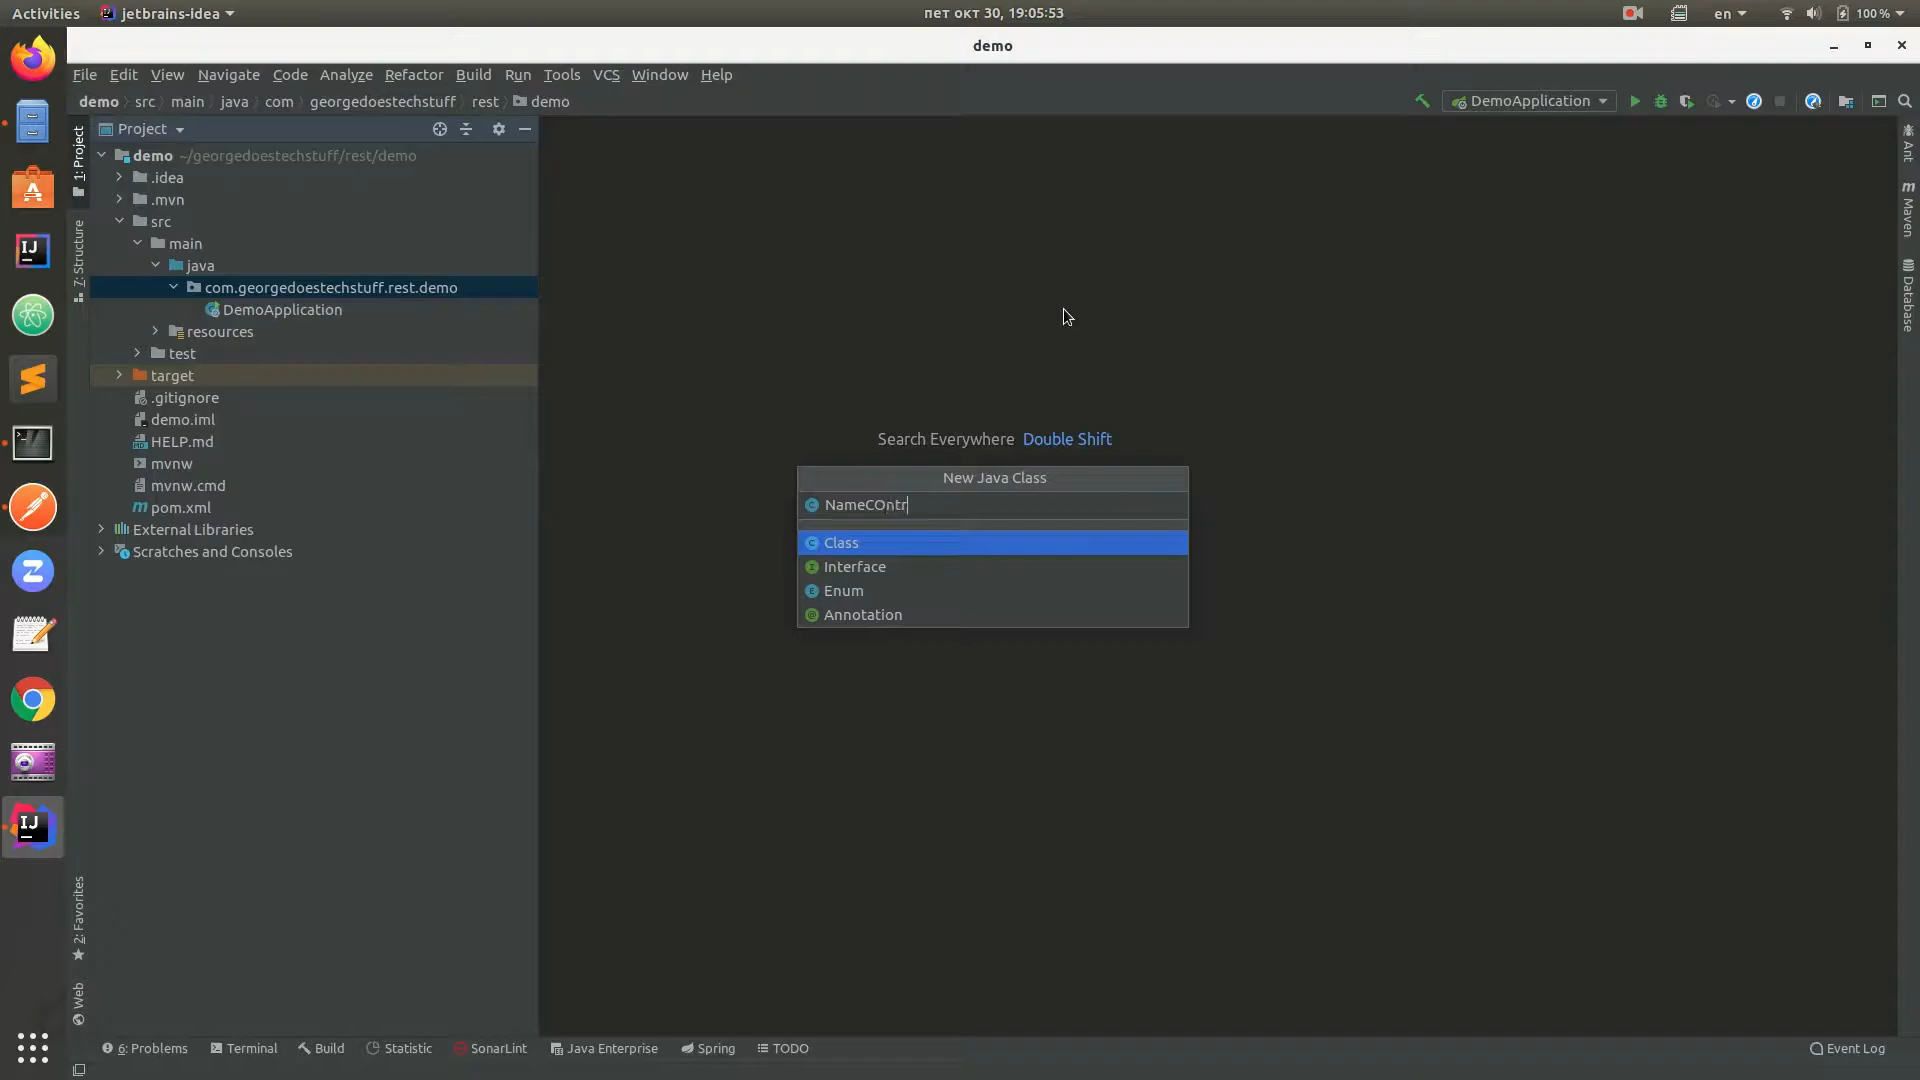 Activities jetbrains-idea пет окт 30, 19:05:53 en 100 %
demo
File Edit View Navigate Code Analyze Refactor Build Run Tools VCS Window Help
demo src main java com georgedoestechstuff rest demo DemoApplication
1: Project
Project
demo ~/georgedoestechstuff/rest/demo
.idea
.mvn
src
main
java
com.georgedoestechstuff.rest.demo
DemoApplication
resources
test
target
.gitignore
demo.iml
HELP.md
mvnw
mvnw.cmd
pom.xml
External Libraries
Scratches and Consoles
Z: Structure
2: Favorites
Web
Search Everywhere Double Shift
New Java Class
NameCOntr
Class
Interface
Enum
Annotation
Ant
Maven
Database
6: Problems Terminal Build Statistic SonarLint Java Enterprise Spring TODO Event Log